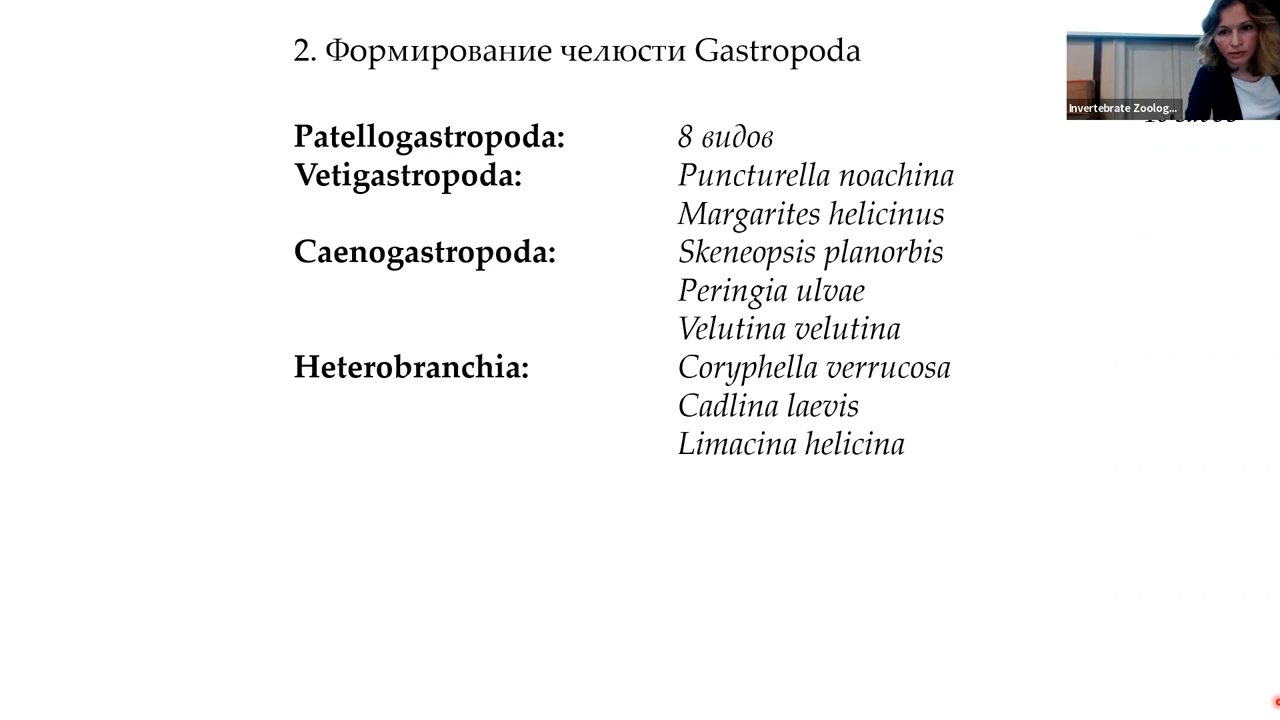 2. Формирование челюсти Gastropoda
Invertebrate Zoolog...
Patellogastropoda: 8 видов
Vetigastropoda: Puncturella noachina
Margarites helicinus
Caenogastropoda: Skeneopsis planorbis
Peringia ulvae
Velutina velutina
Heterobranchia: Coryphella verrucosa
Cadlina laevis
Limacina helicina